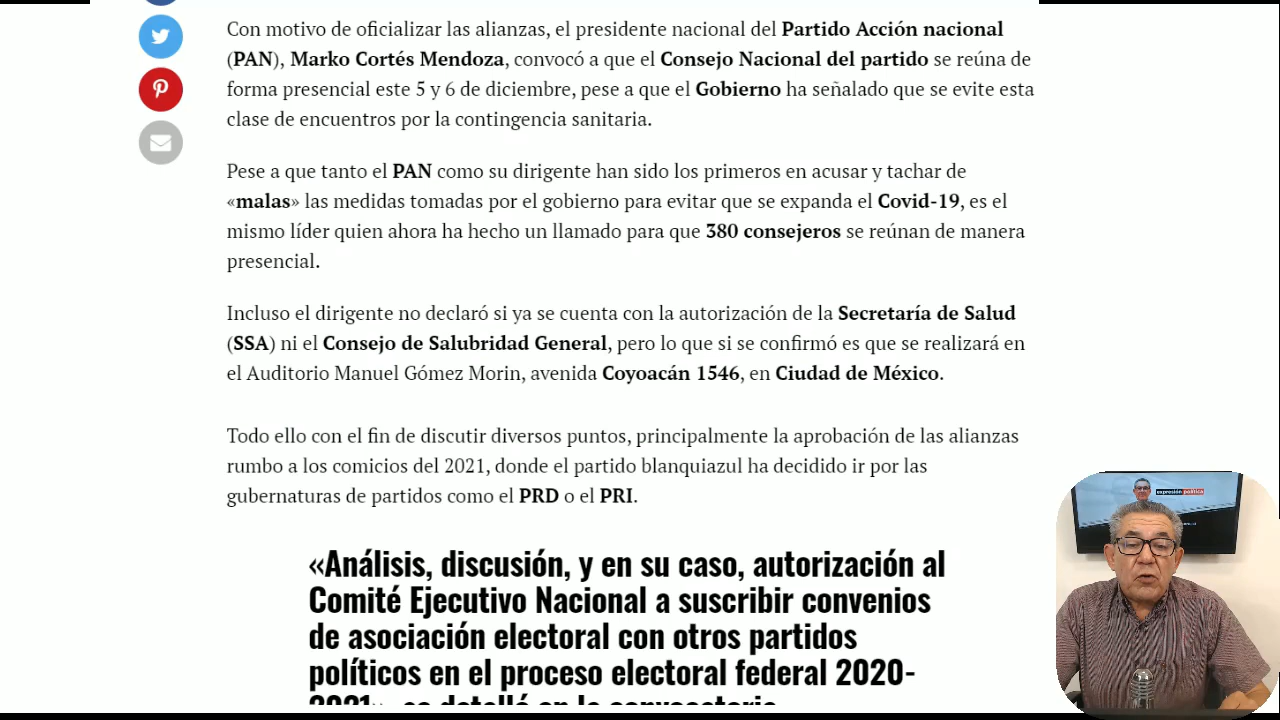 Con motivo de oficializar las alianzas, el presidente nacional del Partido Acción nacional
(PAN), Marko Cortés Mendoza, convocó a que el Consejo Nacional del partido se reúna de
forma presencial este 5 y 6 de diciembre, pese a que el Gobierno ha señalado que se evite esta
clase de encuentros por la contingencia sanitaria.
Pese a que tanto el PAN como su dirigente han sido los primeros en acusar y tachar de
«malas» las medidas tomadas por el gobierno para evitar que se expanda el Covid-19, es el
mismo líder quien ahora ha hecho un llamado para que 380 consejeros se reúnan de manera
presencial.
Incluso el dirigente no declaró si ya se cuenta con la autorización de la Secretaría de Salud
(SSA) ni el Consejo de Salubridad General, pero lo que si se confirmó es que se realizará en
el Auditorio Manuel Gómez Morin, avenida Coyoacán 1546, en Ciudad de México.
Todo ello con el fin de discutir diversos puntos, principalmente la aprobación de las alianzas
rumbo a los comicios del 2021, donde el partido blanquiazul ha decidido ir por las
gubernaturas de partidos como el PRD o el PRI.
«Análisis, discusión, y en su caso, autorización al
Comité Ejecutivo Nacional a suscribir convenios
de asociación electoral con otros partidos
políticos en el proceso electoral federal 2020-
2021», se detalló en la convocatoria
expresión política